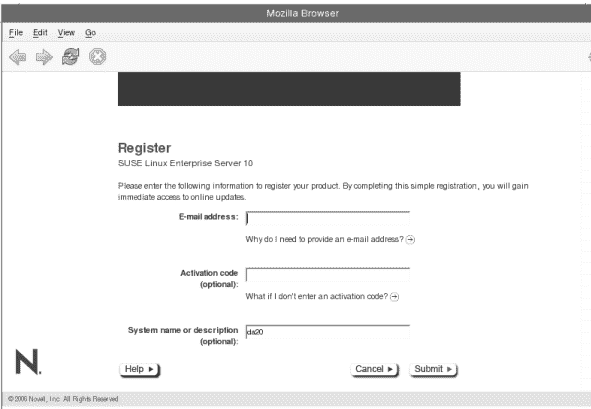 Mozilla Browser
File Edit View Go
Register
SUSE Linux Enterprise Server 10
Please enter the following information to register your product. By completing this simple registration, you will gain
immediate access to online updates.
E-mail address:
Why do I need to provide an e-mail address?
Activation code
(optional):
What if I don't enter an activation code?
System name or description
(optional):
da20
N.
Help
Cancel
Submit
© 2006 Novell, Inc. All Rights Reserved